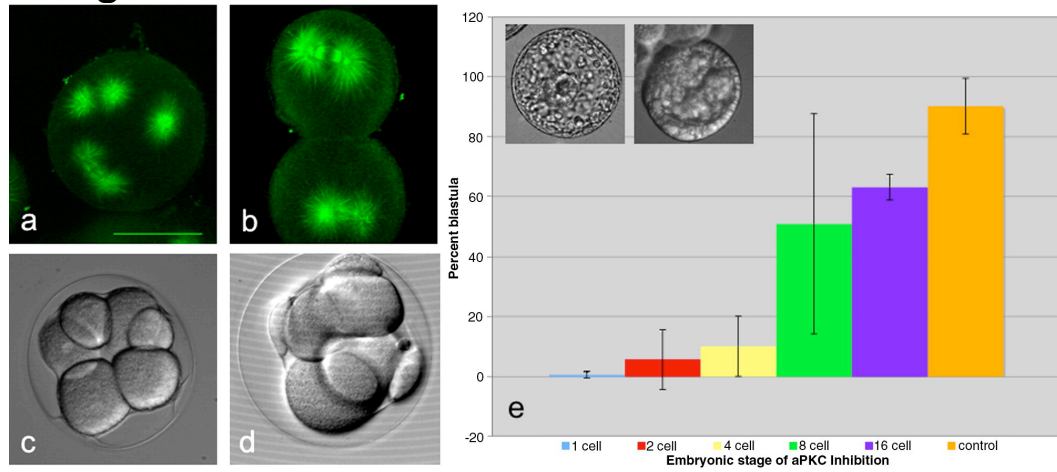 a
b
c
d
e
Percent blastula
120
100
80
60
40
20
0
-20
1 cell 2 cell 4 cell 8 cell 16 cell control
Embryonic stage of aPKC Inhibition